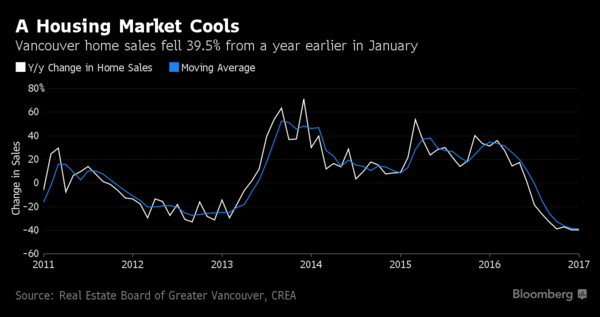 A Housing Market Cools
Vancouver home sales fell 39.5% from a year earlier in January
Y/y Change in Home Sales Moving Average
80%
60
40
20
0
-20
-40
-60
Change in Sales
2011 2012 2013 2014 2015 2016 2017
Source: Real Estate Board of Greater Vancouver, CREA
Bloomberg